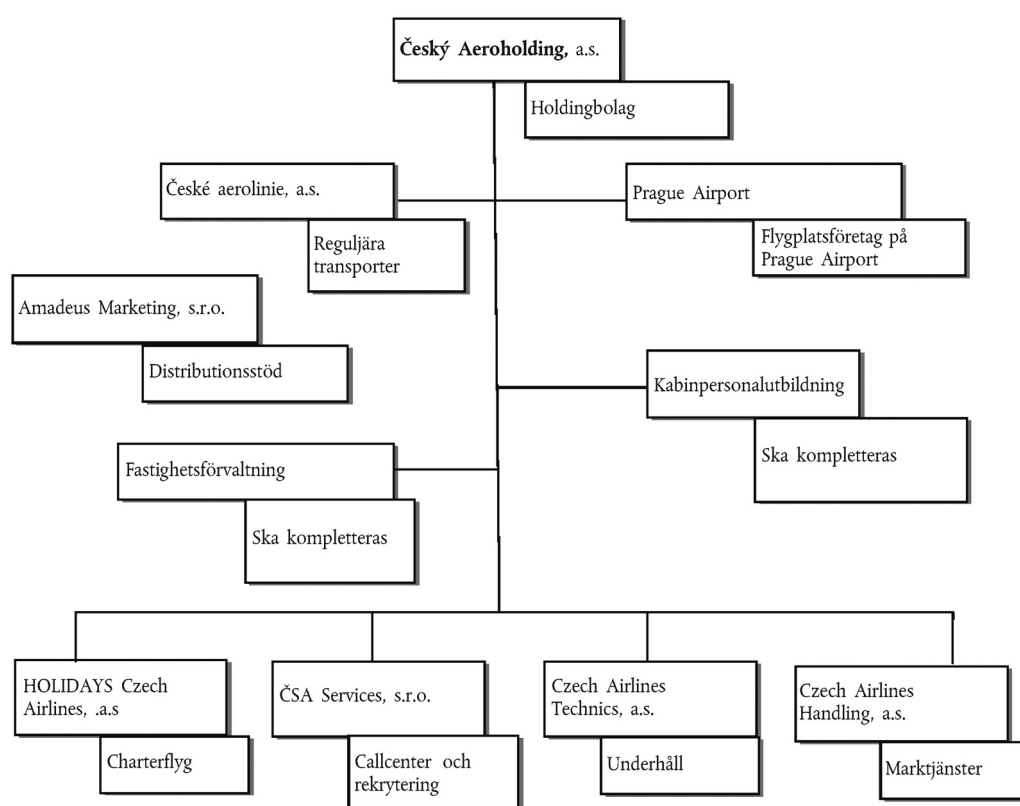 Český Aeroholding, a.s.
Holdingbolag
České aerolinie, a.s.
Reguljära
transporter
Prague Airport
Flygplatsföretag på
Prague Airport
Amadeus Marketing, s.r.o.
Distributionsstöd
Kabinpersonalutbildning
Ska kompletteras
Fastighetsförvaltning
Ska kompletteras
HOLIDAYS Czech
Airlines, .a.s
Charterflyg
ČSA Services, s.r.o.
Callcenter och
rekrytering
Czech Airlines
Technics, a.s.
Underhåll
Czech Airlines
Handling, a.s.
Marktjänster